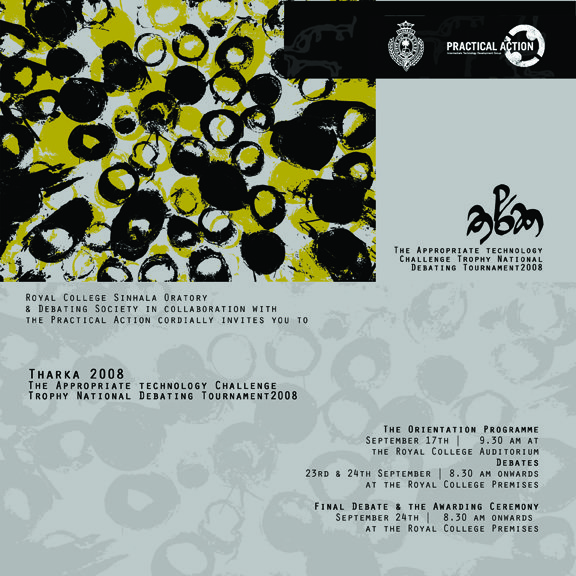 PRACTICAL ACTION
තර්ක
The Appropriate technology
Challenge Trophy National
Debating Tournament2008
Royal College Sinhala Oratory
& Debating Society in collaboration with
the Practical Action cordially invites you to
Tharka 2008
The Appropriate technology Challenge
Trophy National Debating Tournament2008
The Orientation Programme
September 17th | 9.30 am at
the Royal College Auditorium
Debates
23rd & 24th September | 8.30 am onwards
at the Royal College Premises
Final Debate & the Awarding Ceremony
September 24th | 8.30 am onwards
at the Royal College Premises